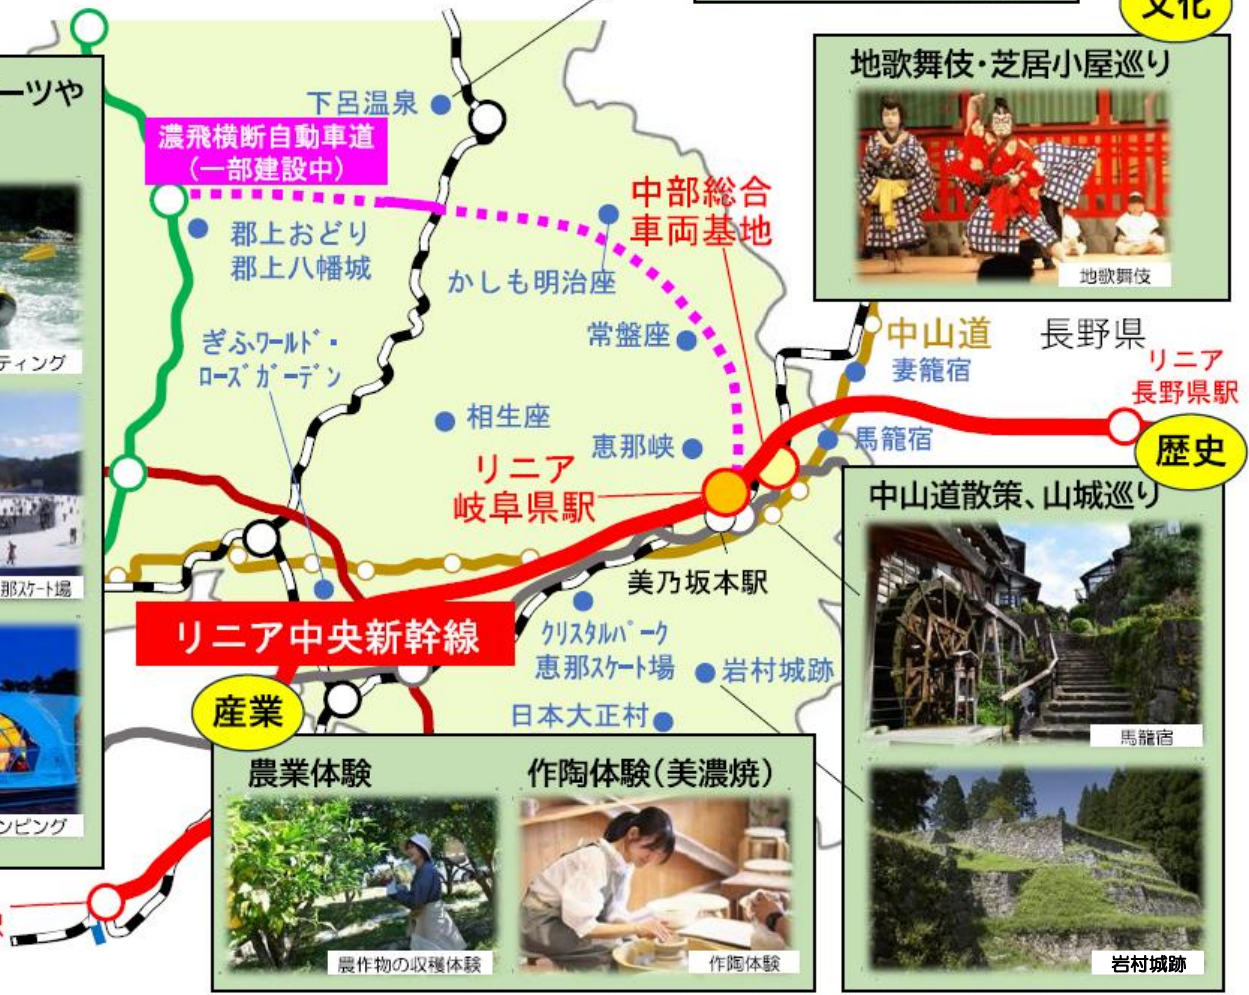 文化
地歌舞伎・芝居小屋巡り
地歌舞伎
ーツや
下呂温泉
濃飛横断自動車道
(一部建設中)
中部総合
車両基地
郡上おどり
郡上八幡城
かしも明治座
ティング
ぎふワールド・
ローズガーデン
常盤座
中山道
長野県
妻籠宿
リニア
長野県駅
相生座
恵那峡
馬籠宿
歴史
リニア
岐阜県駅
中山道散策、山城巡り
美乃坂本駅
那スケート場
リニア中央新幹線
クリスタルパーク
恵那スケート場
岩村城跡
産業
日本大正村
馬籠宿
農業体験
作陶体験(美濃焼)
ンピング
農作物の収穫体験
作陶体験
岩村城跡